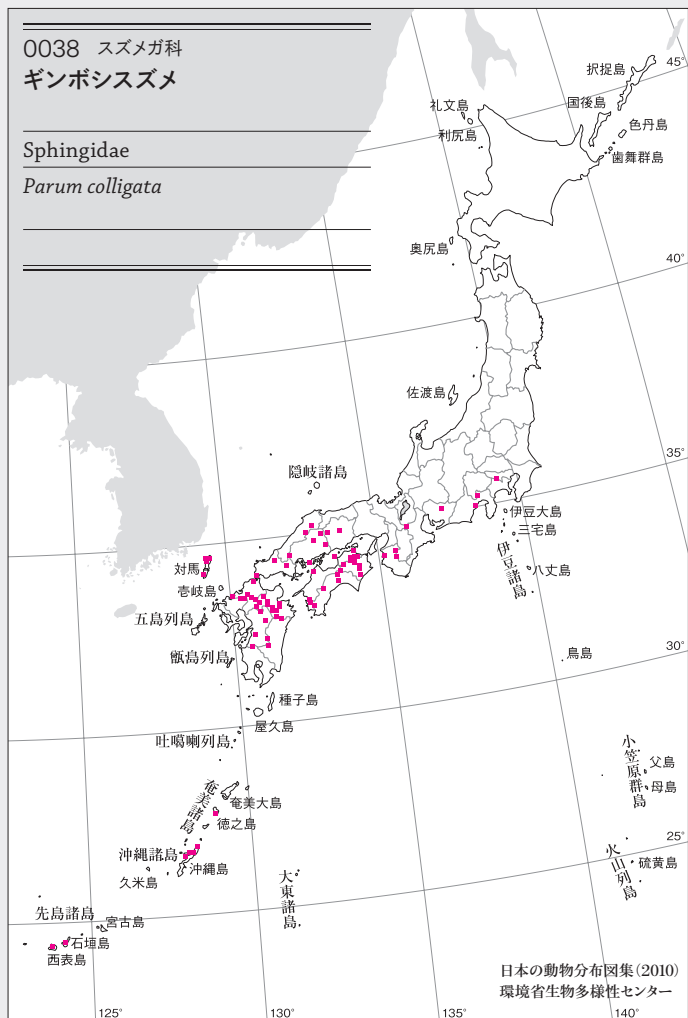 0038 スズメガ科
ギンボシスズメ
Sphingidae
Parum colligata
45°
択捉島
国後島
礼文島
色丹島
利尻島
歯舞群島
奥尻島
40°
佐渡島
35°
隠岐諸島
伊豆大島
三宅島
伊豆諸島
八丈島
対馬
壱岐島
五島列島
甑島列島
鳥島
30°
種子島
屋久島
吐噶喇列島
小笠原群島
父島
母島
奄美諸島
奄美大島
徳之島
25°
沖縄諸島
沖縄島
久米島
大東諸島
火山列島
硫黄島
先島諸島
宮古島
石垣島
西表島
日本の動物分布図集(2010)
環境省生物多様性センター
125°
130°
135°
140°